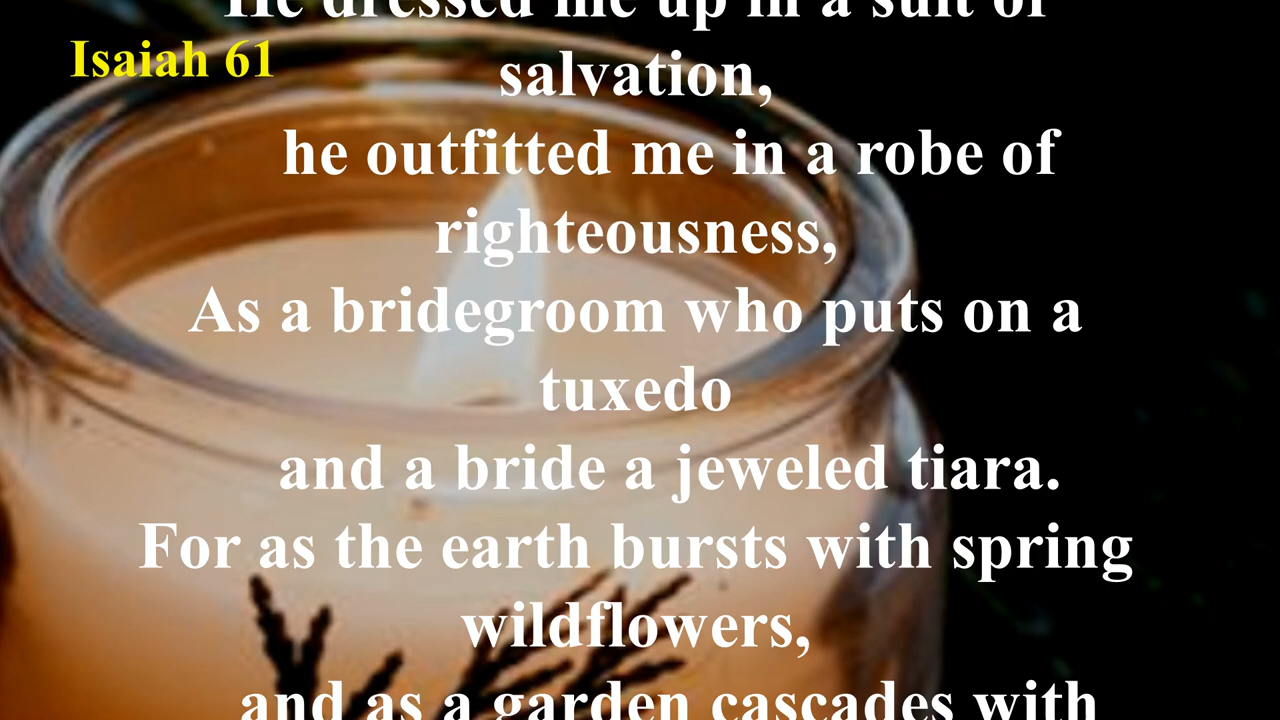 He dressed me up in a suit of
Isaiah 61
salvation,
he outfitted me in a robe of
righteousness,
As a bridegroom who puts on a
tuxedo
and a bride a jeweled tiara.
For as the earth bursts with spring
wildflowers,
and as a garden cascades with